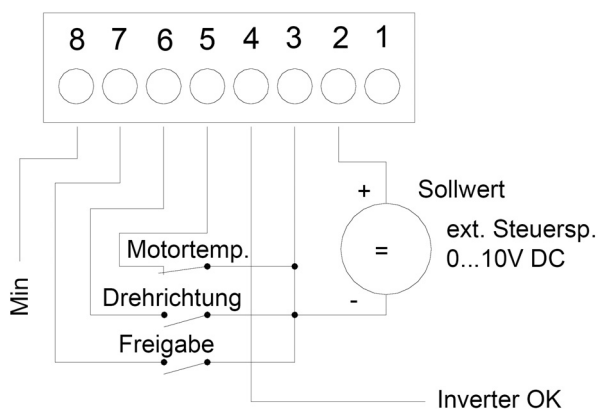 8 7 6 5 4 3 2 1
+
Sollwert
ext. Steuersp.
=
0...10V DC
Motortemp.
Min
Drehrichtung
-
Freigabe
Inverter OK